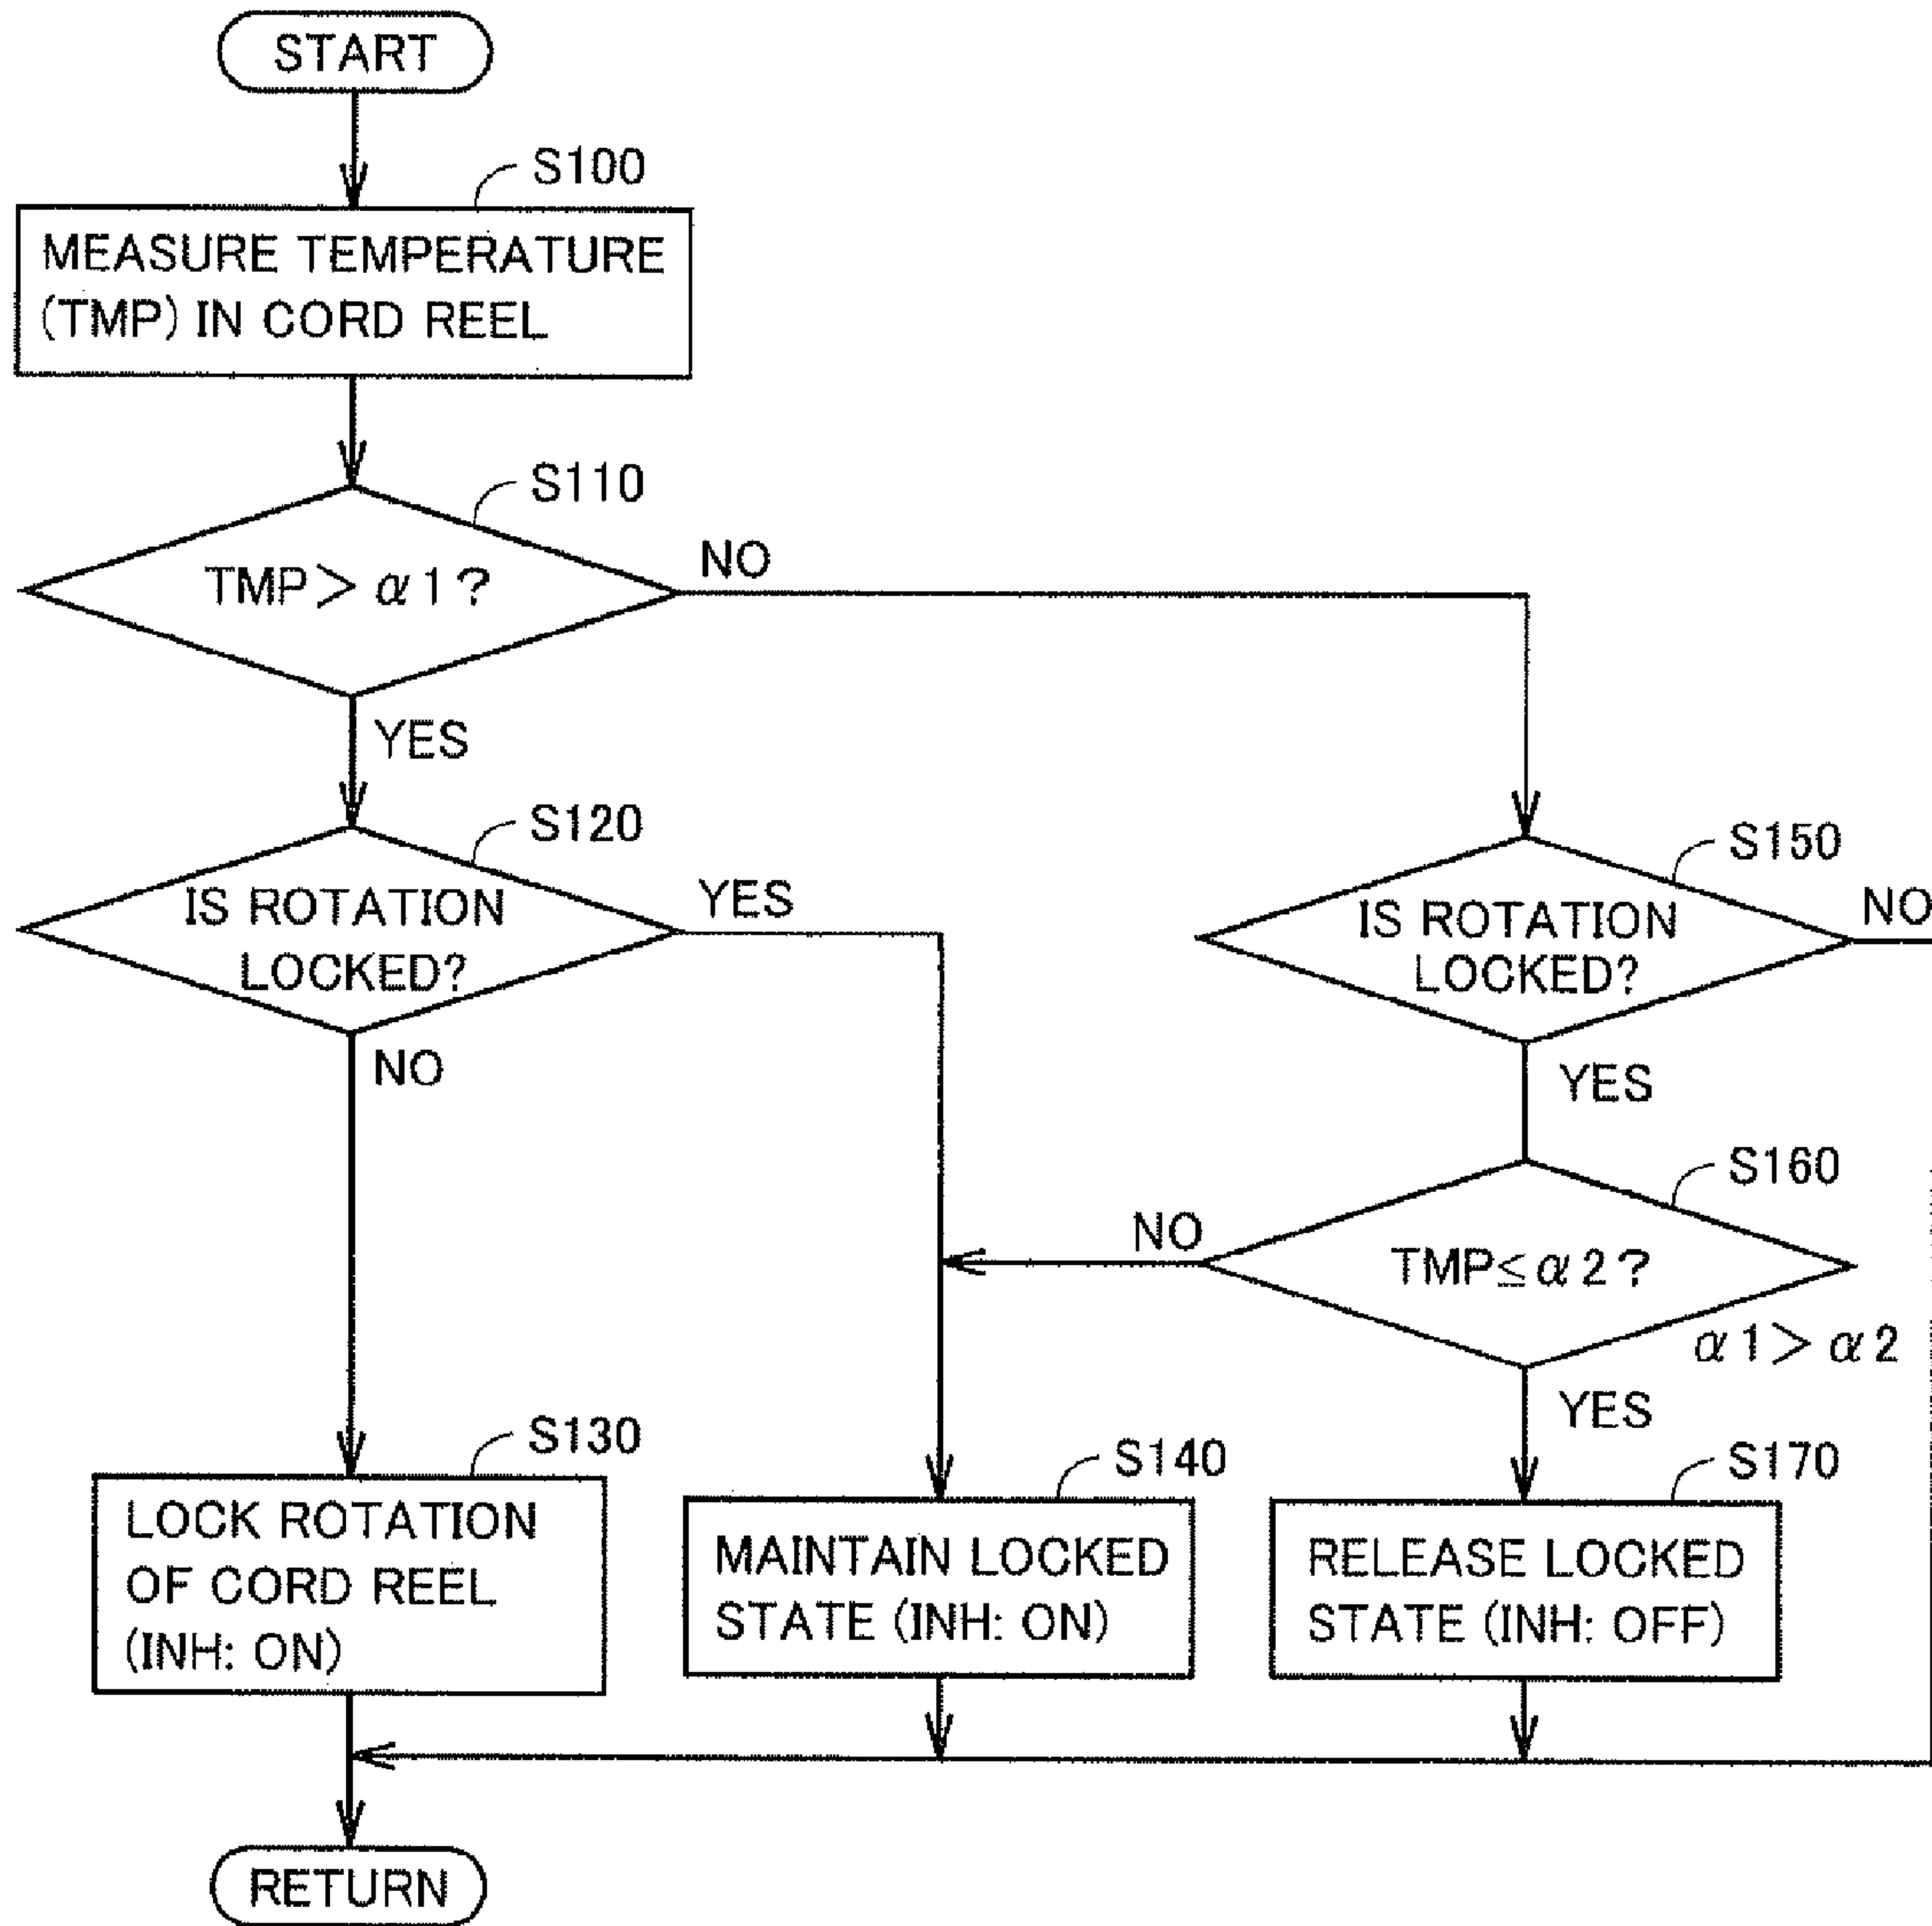 START
S100
MEASURE TEMPERATURE
(TMP) IN CORD REEL
S110
TMP > α1?
NO
YES
S120
IS ROTATION
LOCKED?
YES
NO
S150
IS ROTATION
LOCKED?
NO
YES
S160
TMP≦α2?
NO
α1 > α2
YES
S130
LOCK ROTATION
OF CORD REEL
(INH: ON)
S140
MAINTAIN LOCKED
STATE (INH: ON)
S170
RELEASE LOCKED
STATE (INH: OFF)
RETURN